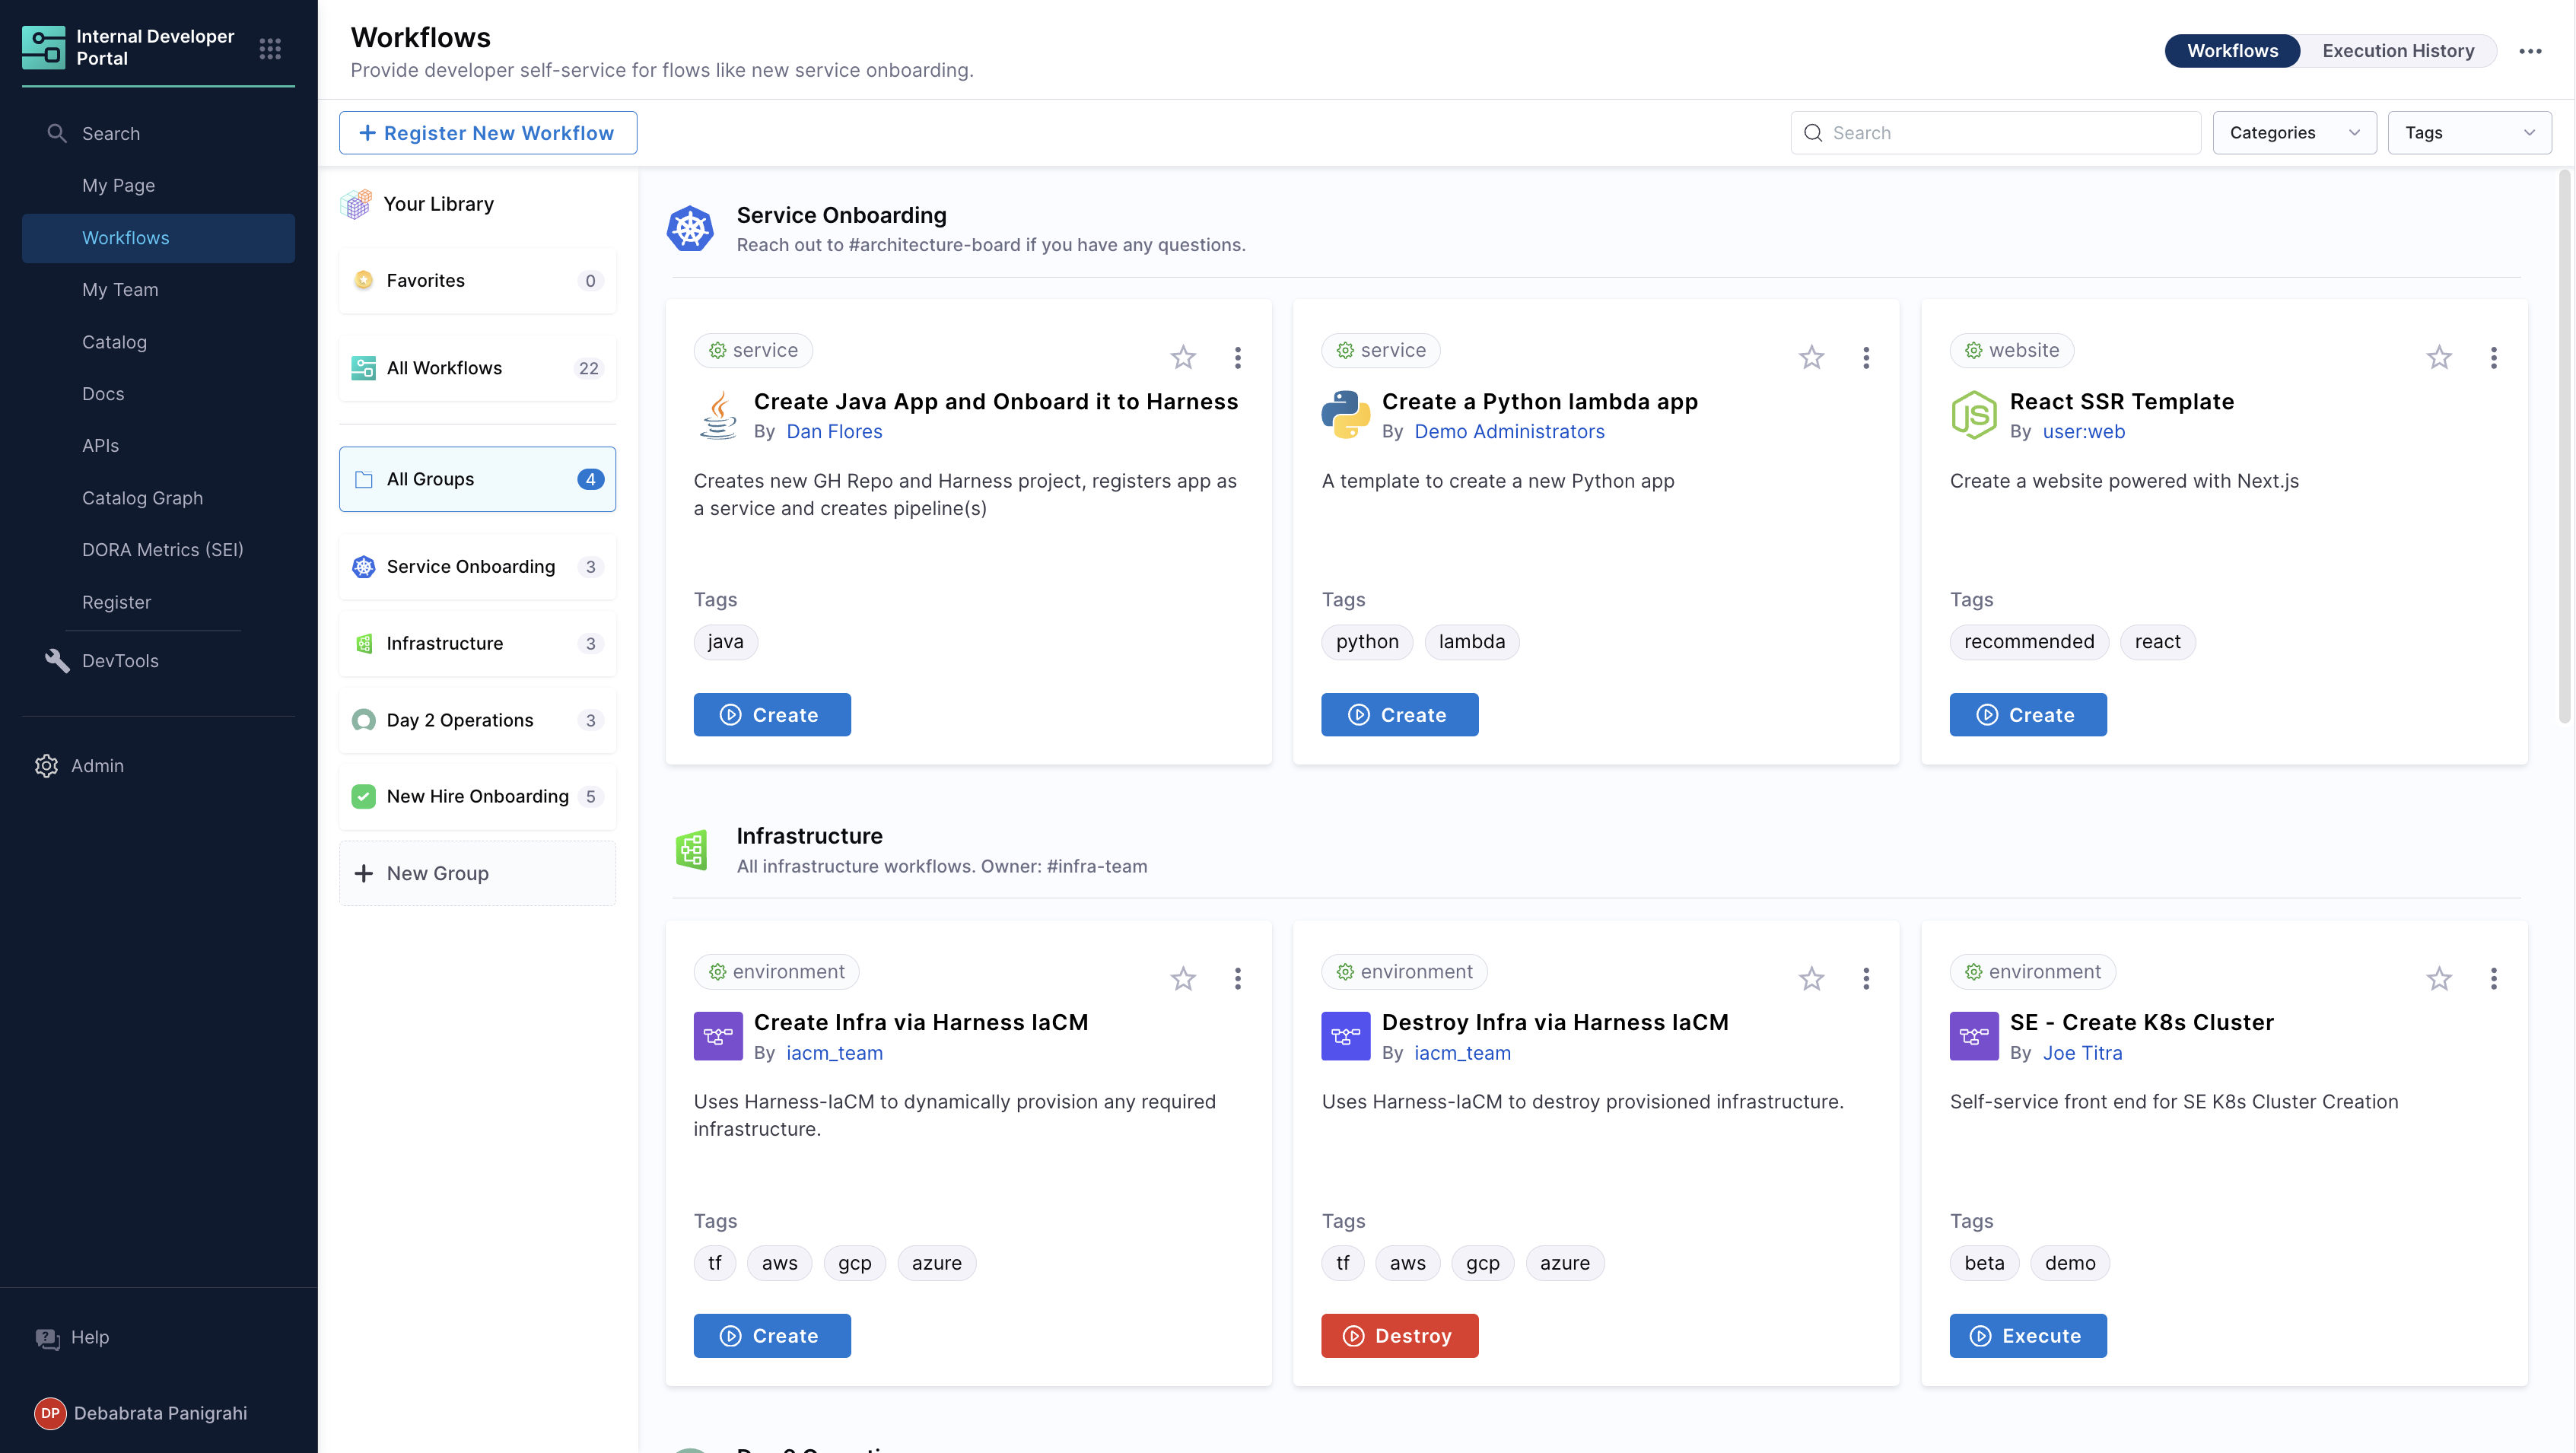 Internal Developer
Portal
Search
My Page
Workflows
My Team
Catalog
Docs
APIs
Catalog Graph
DORA Metrics (SEI)
Register
DevTools
Admin
Help
DP Debabrata Panigrahi
Workflows
Provide developer self-service for flows like new service onboarding.
Workflows Execution History
+ Register New Workflow
Search
Categories
Tags
Your Library
Favorites 0
All Workflows 22
All Groups 4
Service Onboarding 3
Infrastructure 3
Day 2 Operations 3
New Hire Onboarding 5
+ New Group
Service Onboarding
Reach out to #architecture-board if you have any questions.
service
Create Java App and Onboard it to Harness
By Dan Flores
Creates new GH Repo and Harness project, registers app as
a service and creates pipeline(s)
Tags
java
Create
service
Create a Python lambda app
By Demo Administrators
A template to create a new Python app
Tags
python lambda
Create
website
JS
React SSR Template
By user:web
Create a website powered with Next.js
Tags
recommended react
Create
Infrastructure
All infrastructure workflows. Owner: #infra-team
environment
Create Infra via Harness IaCM
By iacm_team
Uses Harness-IaCM to dynamically provision any required
infrastructure.
Tags
tf aws gcp azure
Create
environment
Destroy Infra via Harness IaCM
By iacm_team
Uses Harness-IaCM to destroy provisioned infrastructure.
Tags
tf aws gcp azure
Destroy
environment
SE - Create K8s Cluster
By Joe Titra
Self-service front end for SE K8s Cluster Creation
Tags
beta demo
Execute